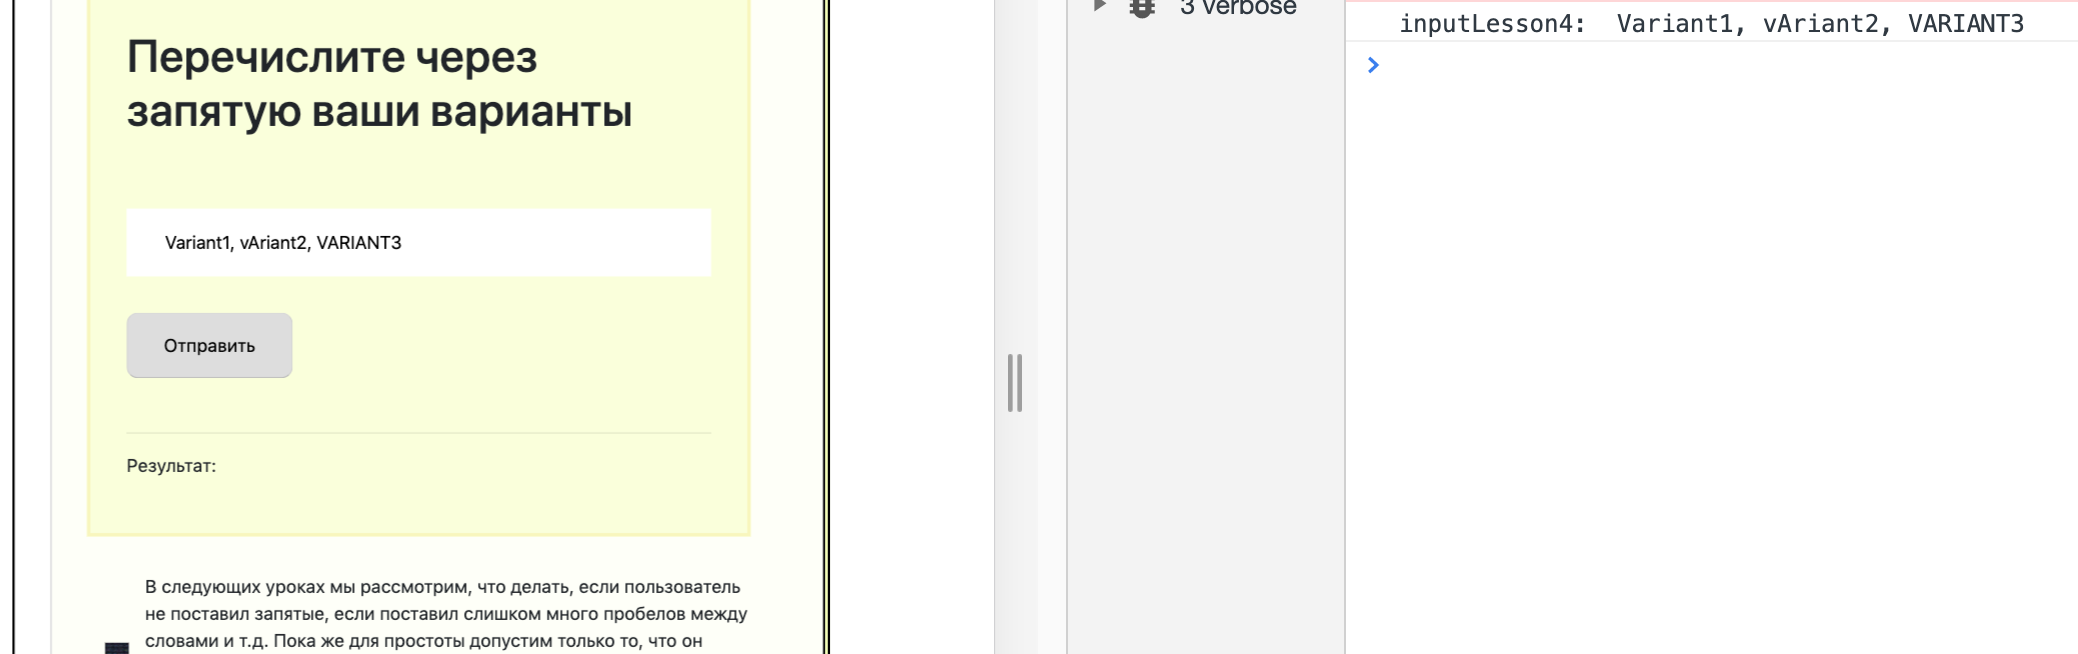 Перечислите через
запятую ваши варианты
Variant1, vAriant2, VARIANT3
Отправить
Результат:
В следующих уроках мы рассмотрим, что делать, если пользователь
не поставил запятые, если поставил слишком много пробелов между
словами и т.д. Пока же для простоты допустим только то, что он
3 verbose
inputLesson4:  Variant1, vAriant2, VARIANT3